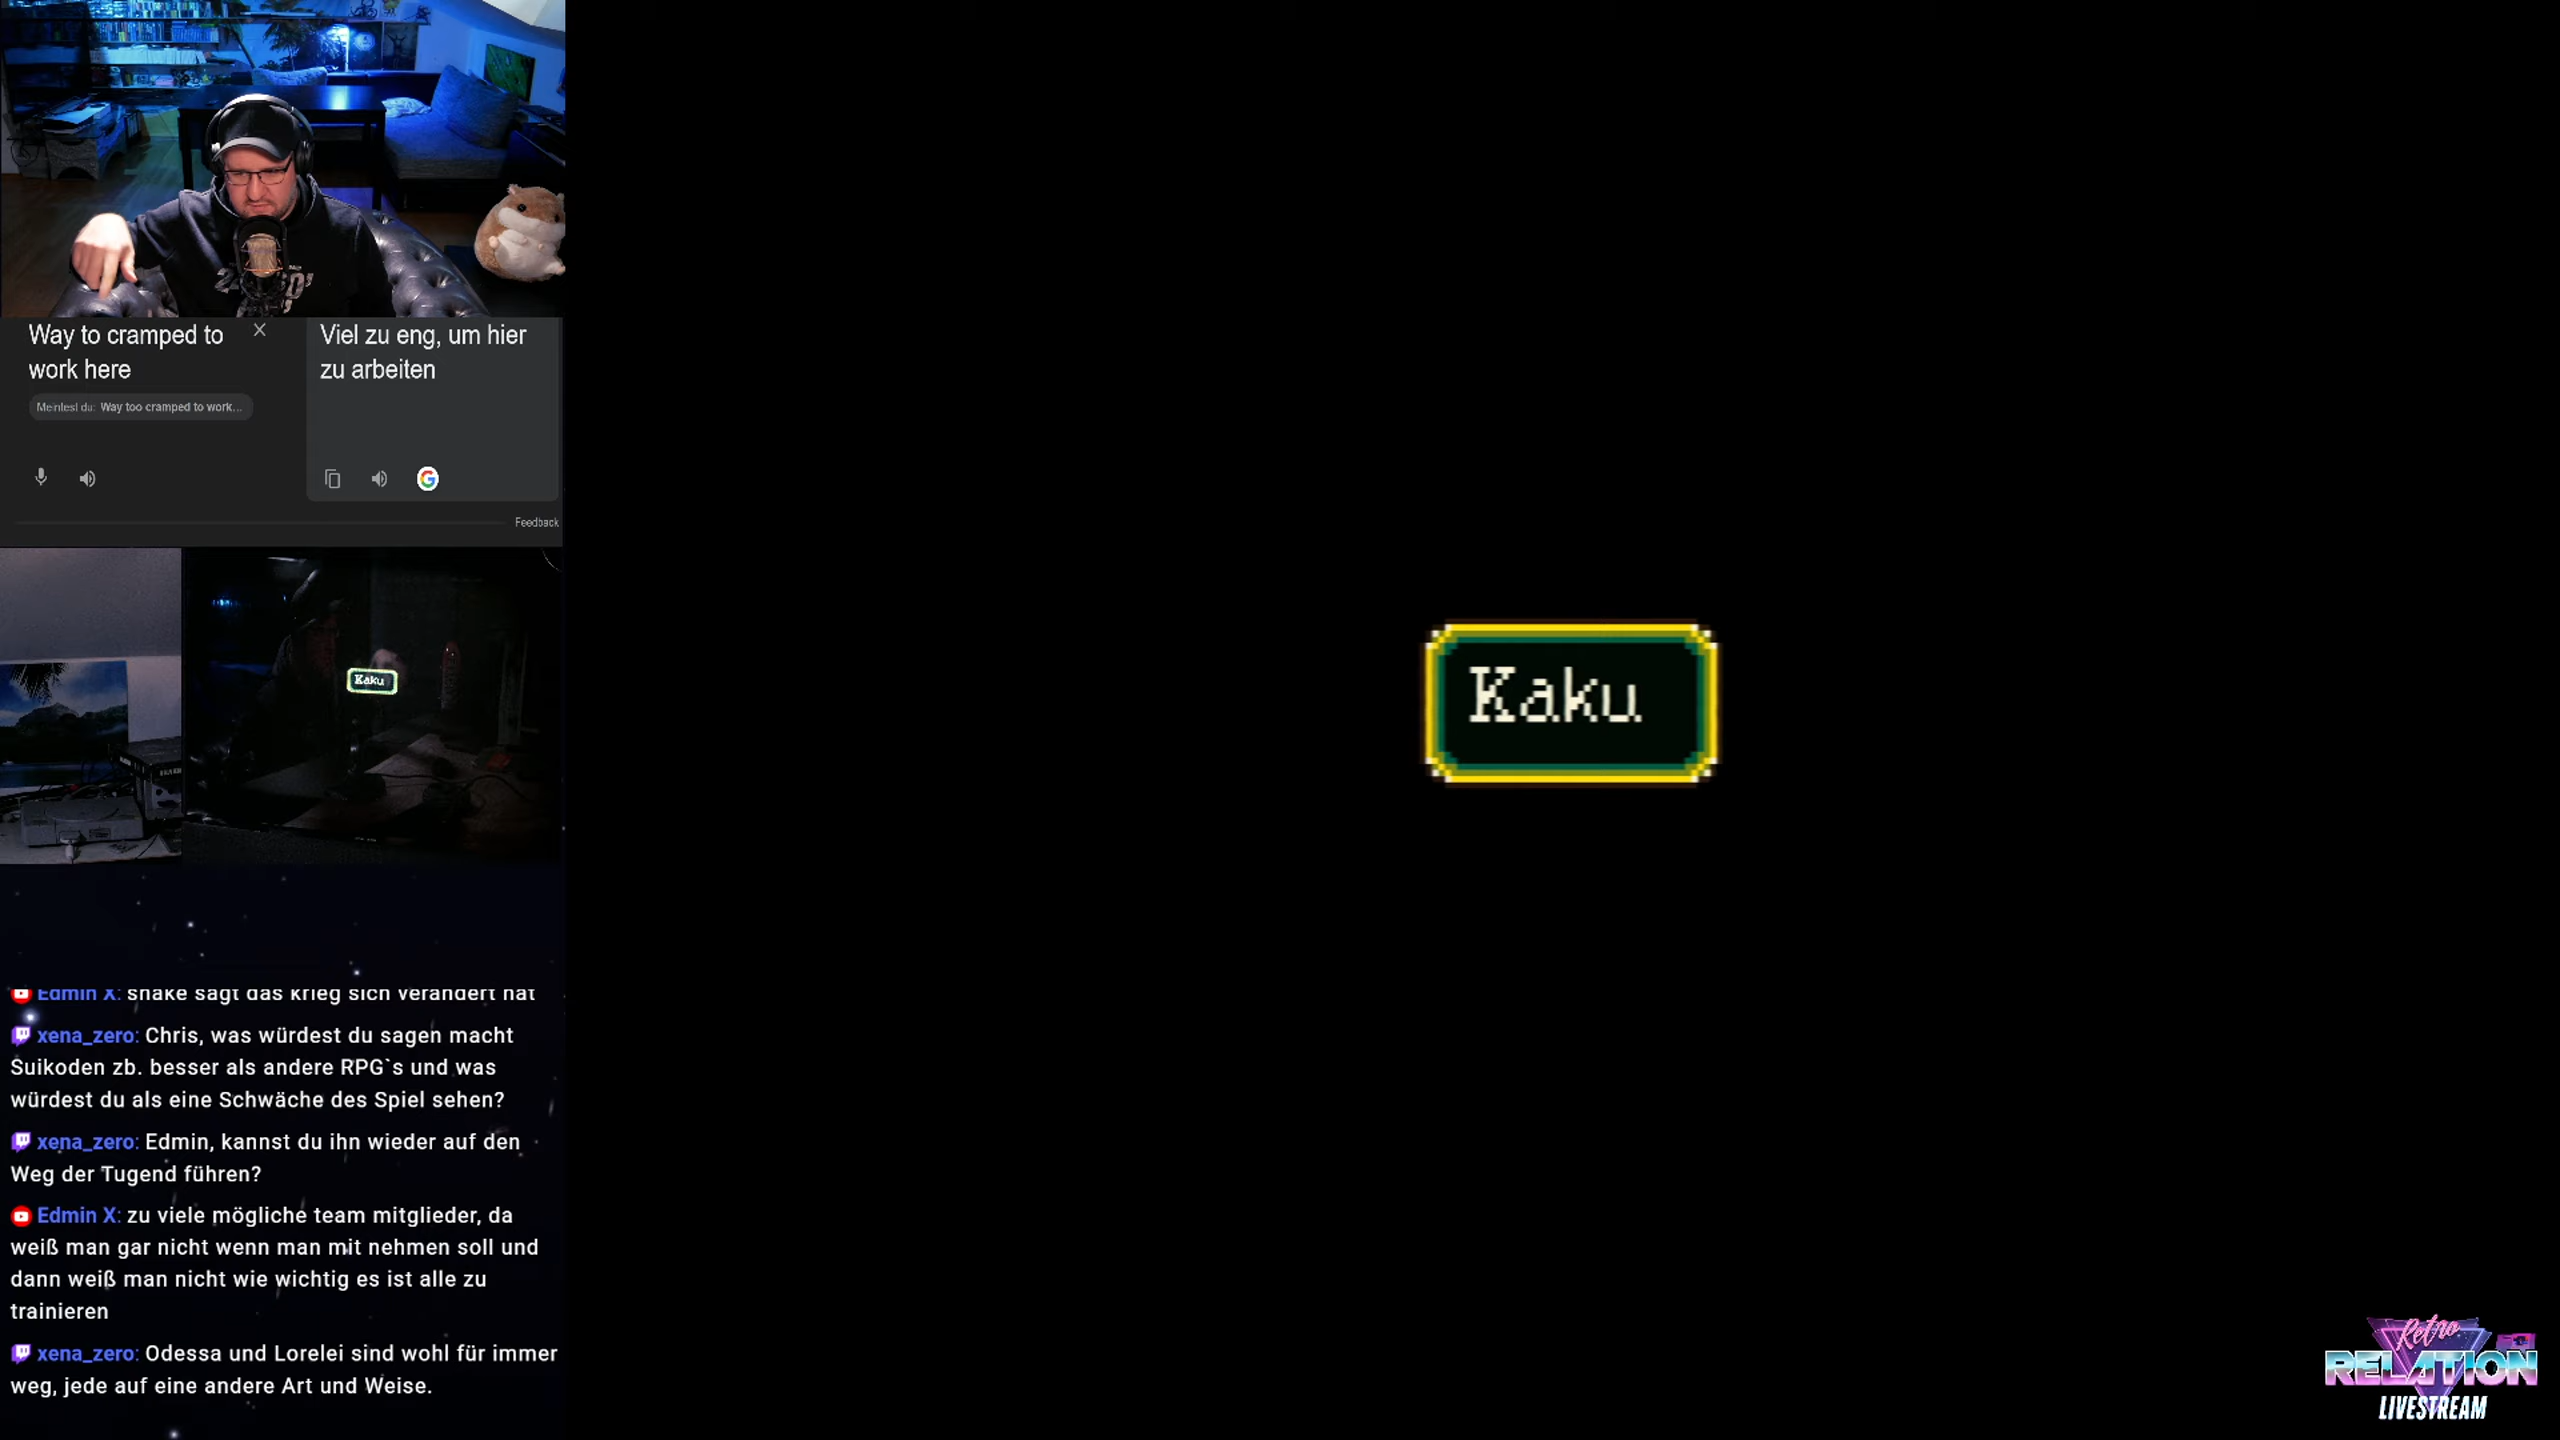 Way to cramped to
work here
Meintest du: Way too cramped to work...
Viel zu eng, um hier
zu arbeiten
Feedback
Kaku
Kaku
Edmin X: snake sagt das krieg sich verändert hat
xena_zero: Chris, was würdest du sagen macht
Suikoden zb. besser als andere RPG`s und was
würdest du als eine Schwäche des Spiel sehen?
xena_zero: Edmin, kannst du ihn wieder auf den
Weg der Tugend führen?
Edmin X: zu viele mögliche team mitglieder, da
weiß man gar nicht wenn man mit nehmen soll und
dann weiß man nicht wie wichtig es ist alle zu
trainieren
xena_zero: Odessa und Lorelei sind wohl für immer
weg, jede auf eine andere Art und Weise.
Retro
RELATION
LIVESTREAM